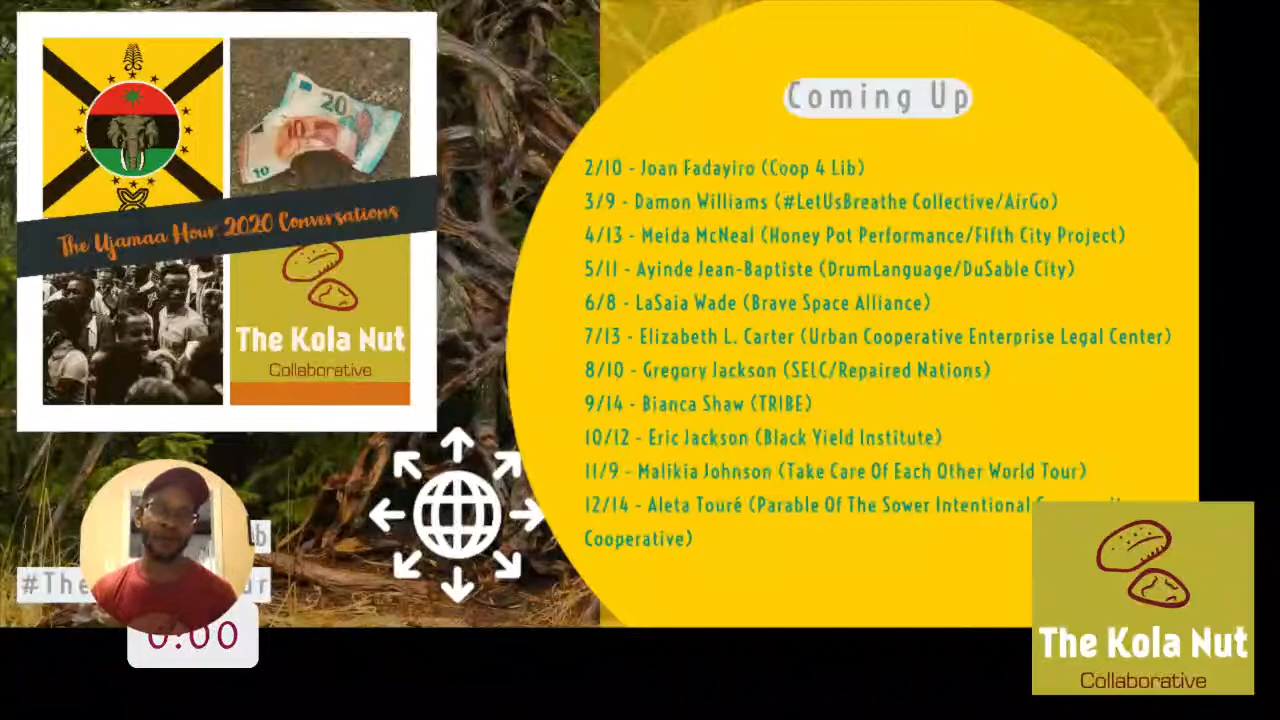 The Ujamaa Hour: 2020 Conversations
The Kola Nut
Collaborative
20
10
Coming Up
2/10 - Joan Fadayiro (Coop 4 Lib)
3/9 - Damon Williams (#LetUsBreathe Collective/AirGo)
4/13 - Meida McNeal (Honey Pot Performance/Fifth City Project)
5/11 - Ayinde Jean-Baptiste (DrumLanguage/DuSable City)
6/8 - LaSaia Wade (Brave Space Alliance)
7/13 - Elizabeth L. Carter (Urban Cooperative Enterprise Legal Center)
8/10 - Gregory Jackson (SELC/Repaired Nations)
9/14 - Bianca Shaw (TRIBE)
10/12 - Eric Jackson (Black Yield Institute)
11/9 - Malikia Johnson (Take Care Of Each Other World Tour)
12/14 - Aleta Touré (Parable Of The Sower Intentional
Cooperative)
#The
0:00
The Kola Nut
Collaborative